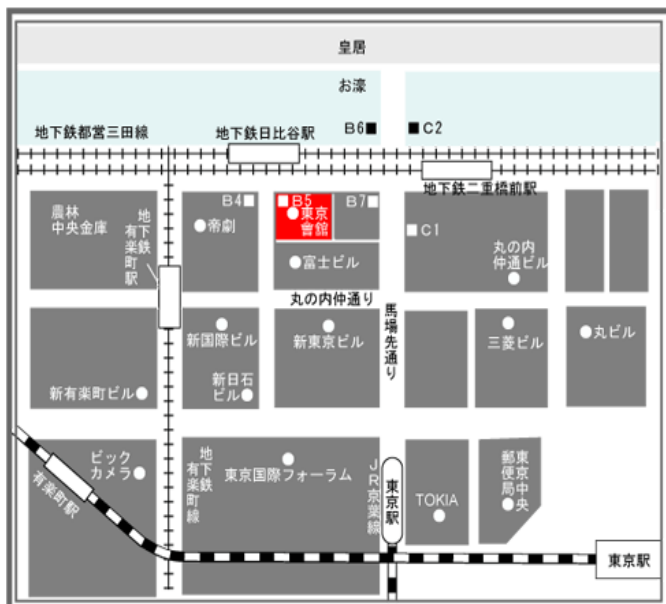 皇居
お濠
地下鉄都営三田線
地下鉄日比谷駅
B6
C2
地下鉄二重橋前駅
農林
中央金庫
地下鉄
有楽町駅
B4
帝劇
B5
東京
會館
B7
富士ビル
C1
丸の内
仲通ビル
丸の内仲通り
馬場先通り
新国際ビル
新東京ビル
三菱ビル
丸ビル
新有楽町ビル
新日石
ビル
ビック
カメラ
有楽町駅
地下鉄
有楽町線
東京国際フォーラム
JR京葉線
東京駅
TOKIA
東京中央
郵便局
東京駅